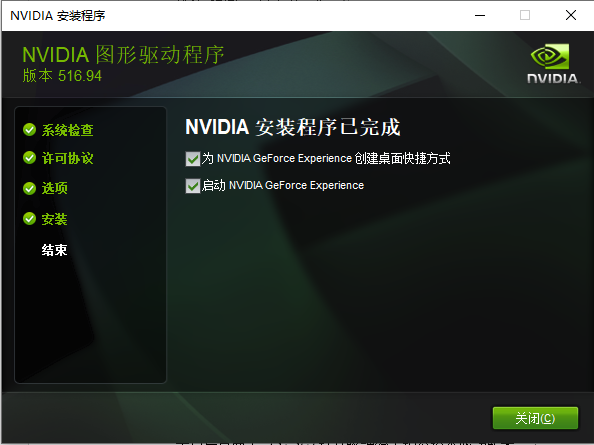 NVIDIA 安装程序
NVIDIA 图形驱动程序
版本 516.94
NVIDIA.
系统检查
许可协议
选项
安装
结束
NVIDIA 安装程序已完成
为 NVIDIA GeForce Experience 创建桌面快捷方式
启动 NVIDIA GeForce Experience
关闭(C)